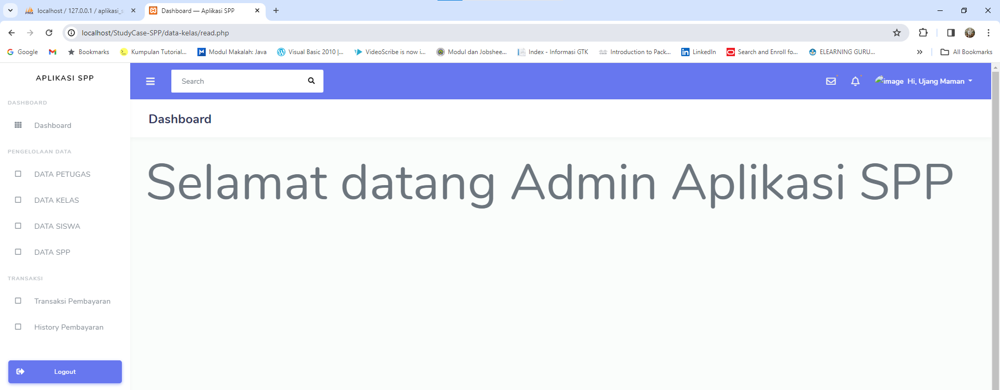 localhost / 127.0.0.1 / aplikasi_s
Dashboard — Aplikasi SPP
localhost/StudyCase-SPP/data-kelas/read.php
Google
Bookmarks
Kumpulan Tutorial...
Modul Makalah: Java
Visual Basic 2010 |...
VideoScribe is now i...
Modul dan Jobshee...
Index - Informasi GTK
Introduction to Pack...
LinkedIn
Search and Enroll fo...
ELEARNING GURU...
All Bookmarks
APLIKASI SPP
Search
image Hi, Ujang Maman
DASHBOARD
Dashboard
PENGELOLAAN DATA
DATA PETUGAS
DATA KELAS
DATA SISWA
DATA SPP
TRANSAKSI
Transaksi Pembayaran
History Pembayaran
Logout
Dashboard
Selamat datang Admin Aplikasi SPP